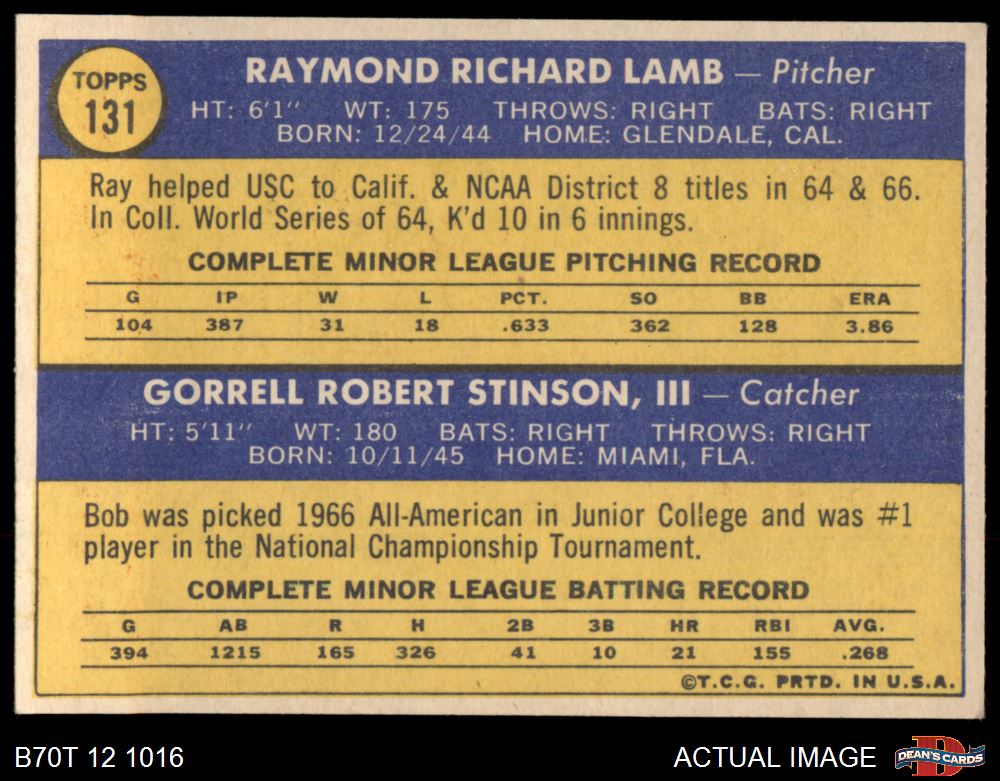 TOPPS
131
RAYMOND RICHARD LAMB — Pitcher
HT: 6'1" WT: 175 THROWS: RIGHT BATS: RIGHT
BORN: 12/24/44 HOME: GLENDALE, CAL.
Ray helped USC to Calif. & NCAA District 8 titles in 64 & 66.
In Coll. World Series of 64, K'd 10 in 6 innings.
COMPLETE MINOR LEAGUE PITCHING RECORD
G IP W L PCT. SO BB ERA
104 387 31 18 .633 362 128 3.86
GORRELL ROBERT STINSON, III — Catcher
HT: 5'11" WT: 180 BATS: RIGHT THROWS: RIGHT
BORN: 10/11/45 HOME: MIAMI, FLA.
Bob was picked 1966 All-American in Junior College and was #1
player in the National Championship Tournament.
COMPLETE MINOR LEAGUE BATTING RECORD
G AB R H 2B 3B HR RBI AVG.
394 1215 165 326 41 10 21 155 .268
©T.C.G. PRTD. IN U.S.A.
B70T 12 1016
ACTUAL IMAGE
D
DEAN'S CARDS